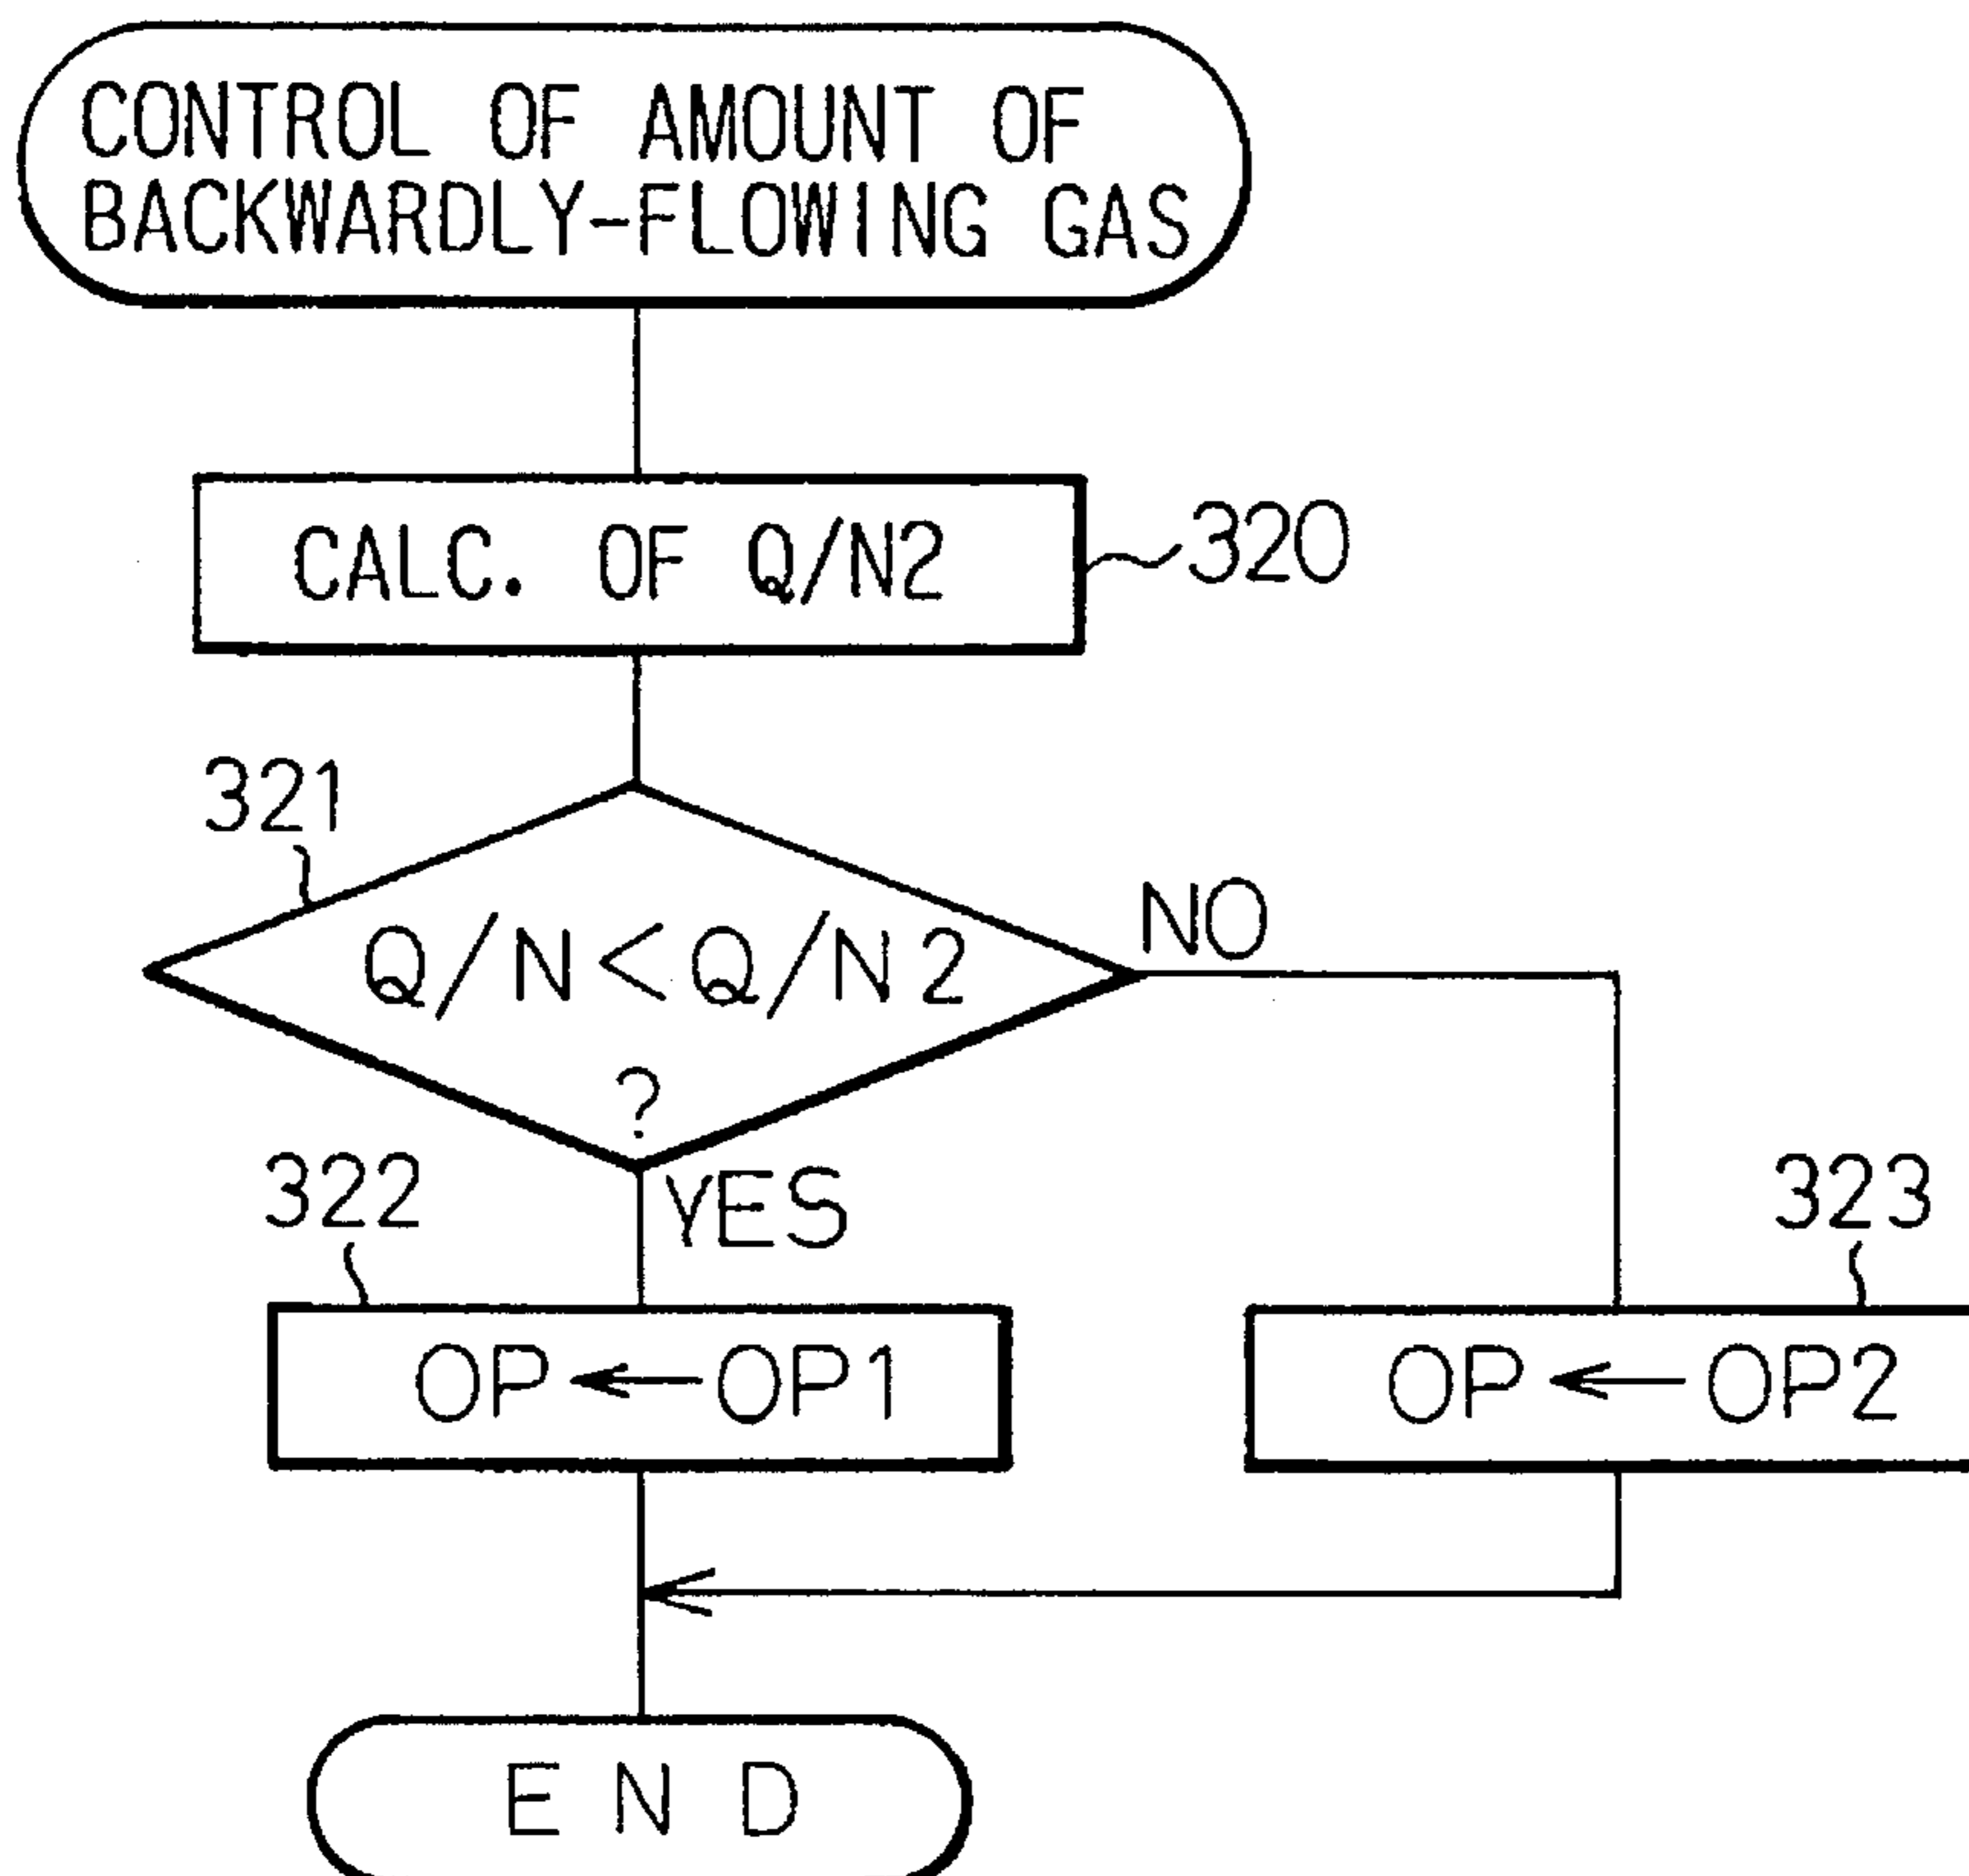 CONTROL OF AMOUNT OF
BACKWARDLY-FLOWING GAS
CALC. OF Q/N2
320
321
Q/N<Q/N2
?
NO
YES
322
OP←OP1
323
OP←OP2
END